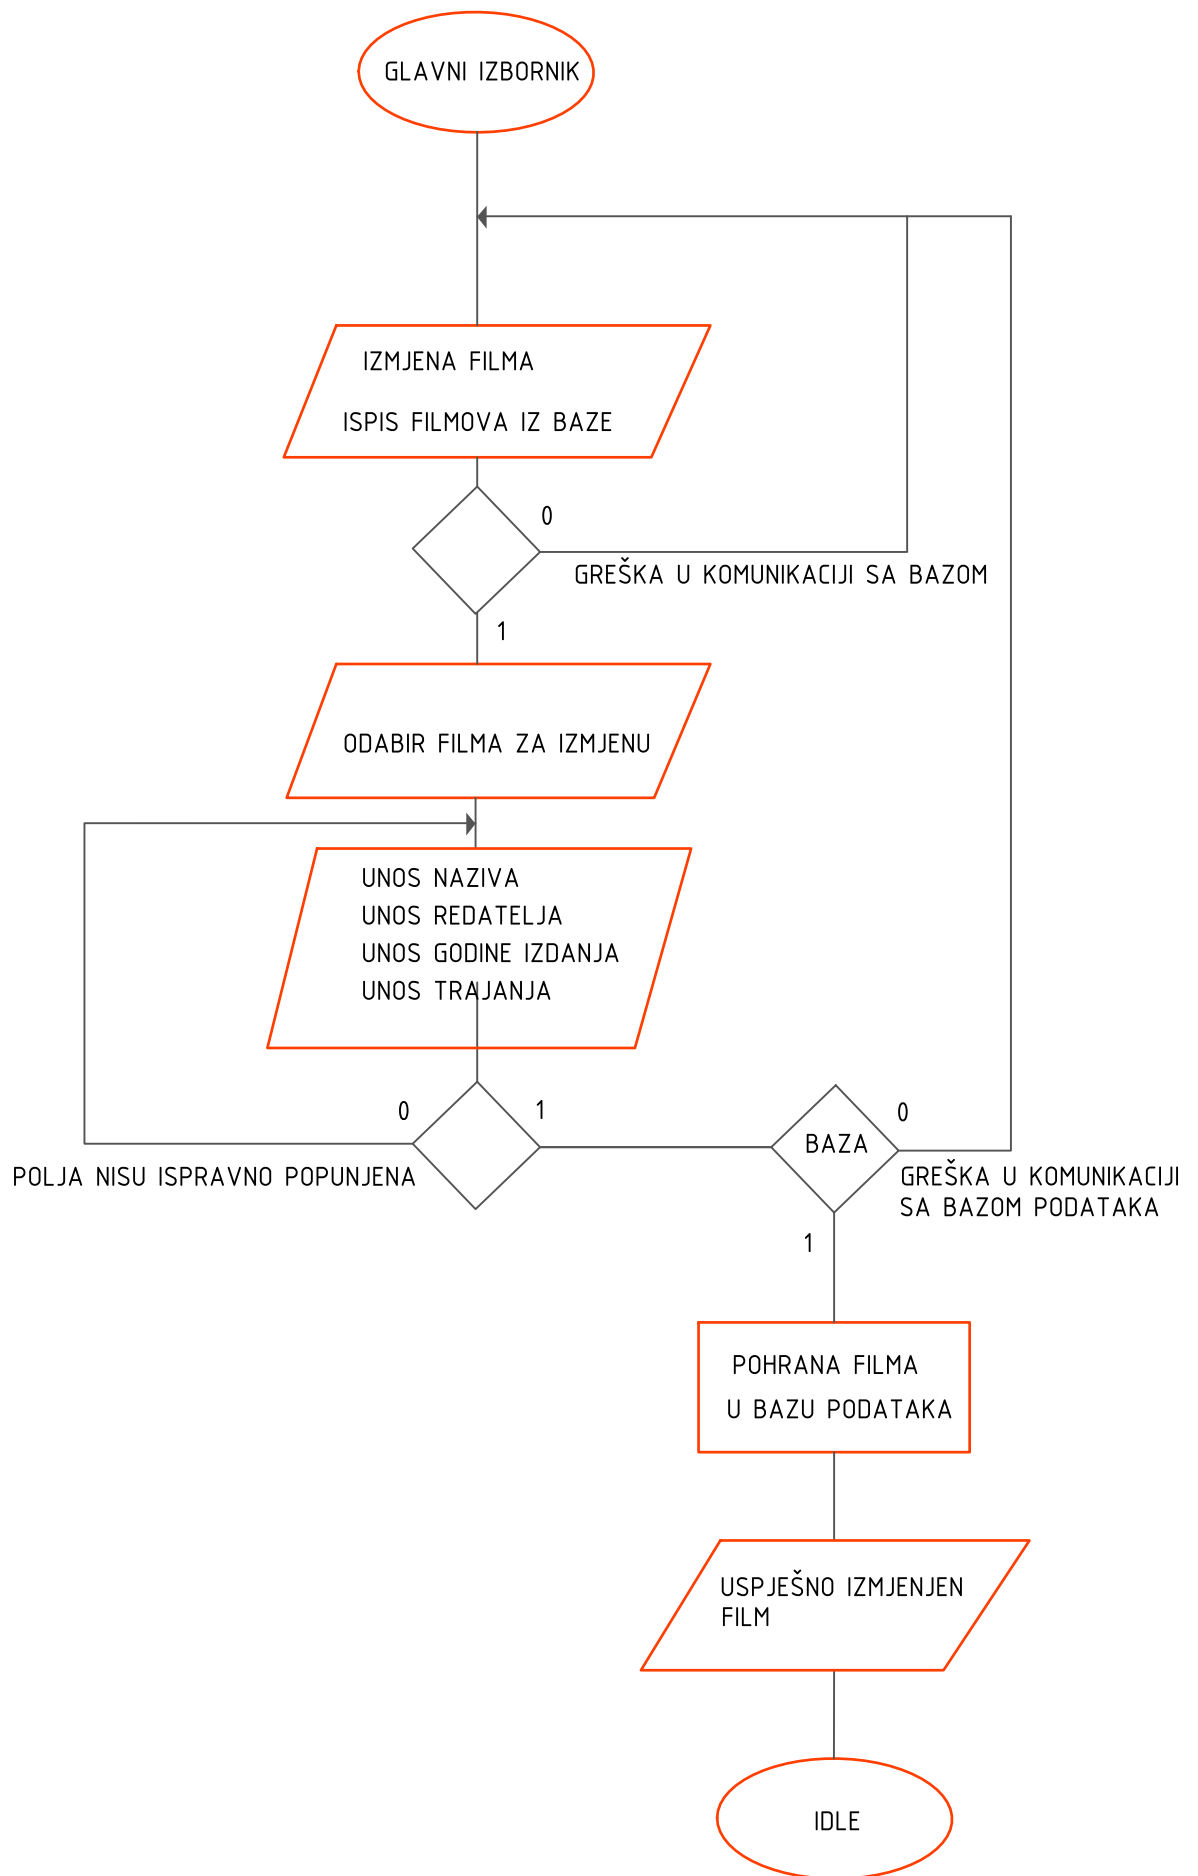 GLAVNI IZBORNIK
IZMJENA FILMA
ISPIS FILMOVA IZ BAZE
0
GREŠKA U KOMUNIKACIJI SA BAZOM
1
ODABIR FILMA ZA IZMJENU
UNOS NAZIVA
UNOS REDATELJA
UNOS GODINE IZDANJA
UNOS TRAJANJA
0
1
POLJA NISU ISPRAVNO POPUNJENA
BAZA
0
GREŠKA U KOMUNIKACIJI
SA BAZOM PODATAKA
1
POHRANA FILMA
U BAZU PODATAKA
USPJEŠNO IZMJENJEN
FILM
IDLE